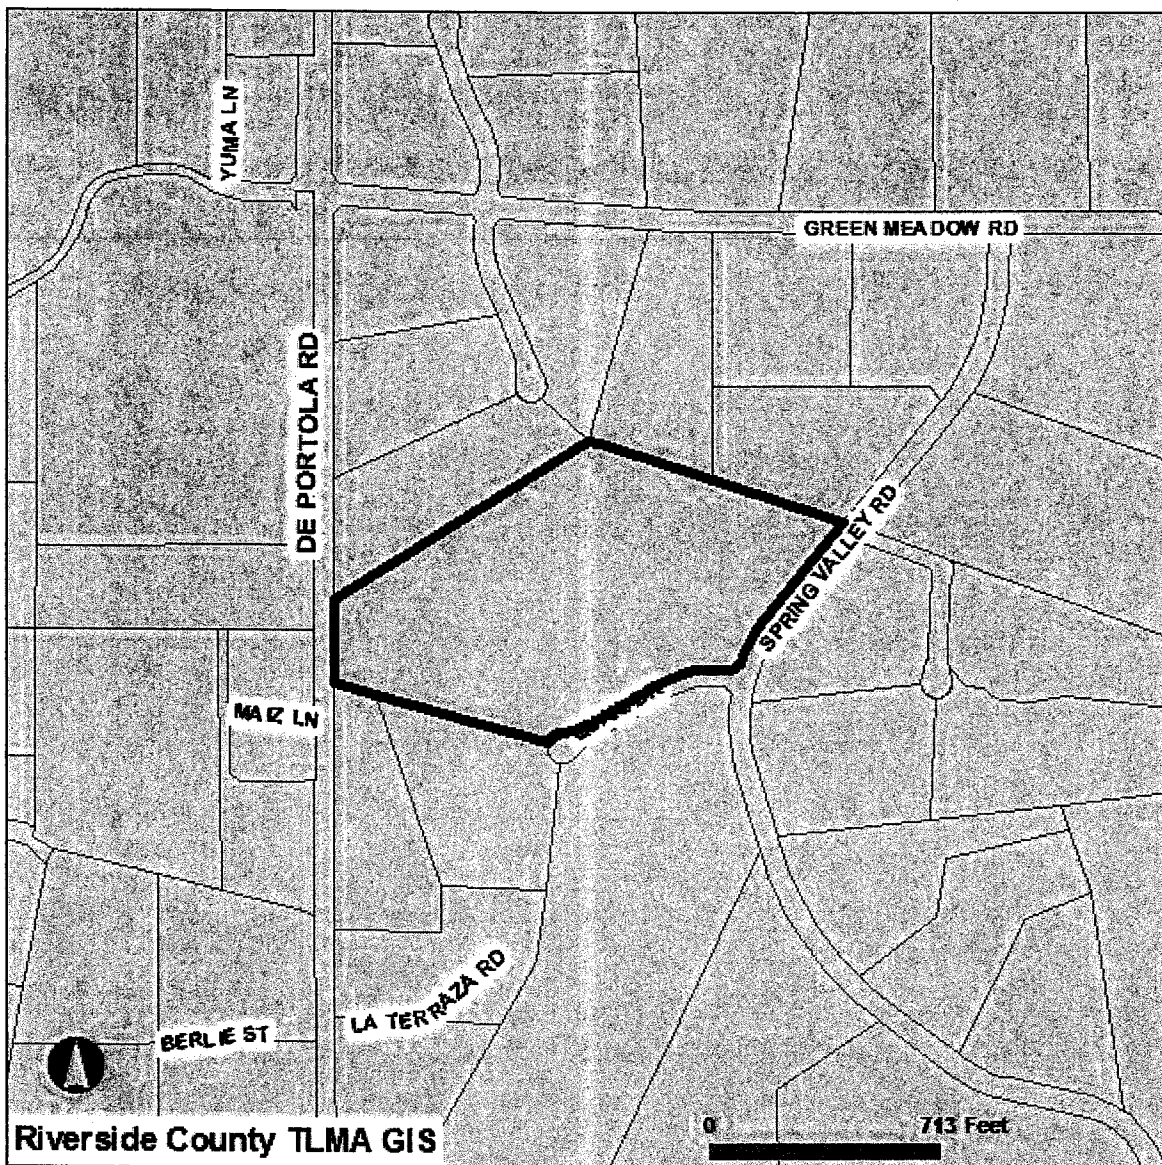 YUMA LN
GREEN MEADOW RD
DE PORTOLA RD
SPRING VALLEY RD
MAIZ LN
LA TERRAZA RD
BERLIE ST
Riverside County TLMA GIS
0
713 Feet